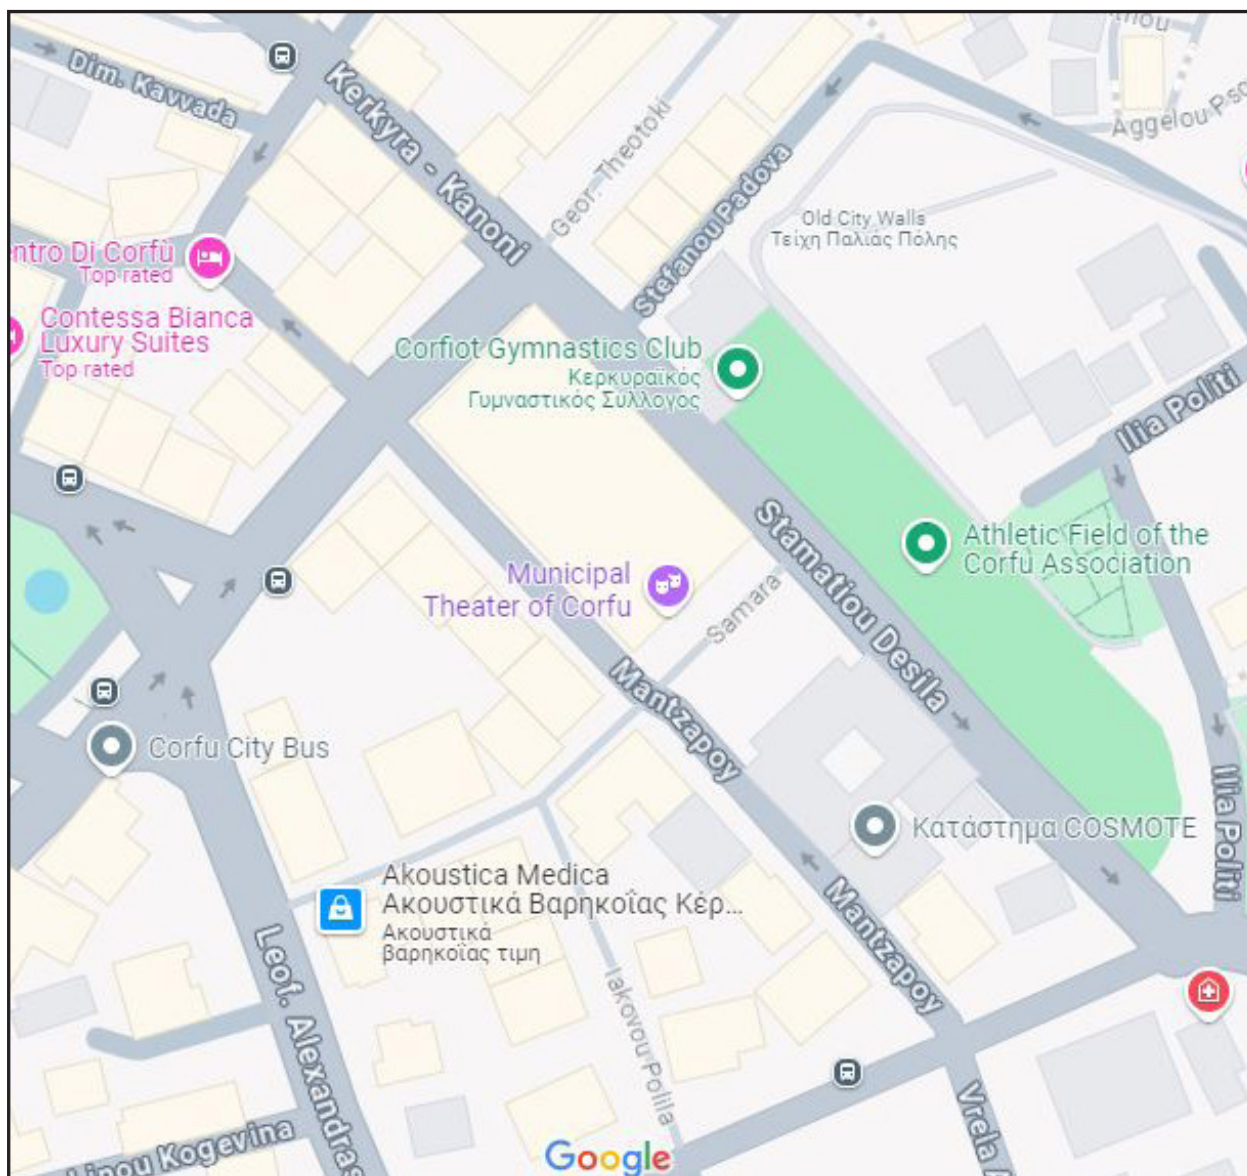 Dim. Kavvada
Kerkyra - Kanoni
Geor. Theotoki
Stefanou Padova
Aggelou Pso
Old City Walls
Τείχη Παλιάς Πόλης
ntro Di Corfù
Top rated
Contessa Bianca
Luxury Suites
Top rated
Corfiot Gymnastics Club
Κερκυραϊκός
Γυμναστικός Σύλλογος
Ilia Politi
Stamatiou Desila
Athletic Field of the
Corfu Association
Municipal
Theater of Corfu
Samara
Mantzapoy
Corfu City Bus
Ilia Politi
Κατάστημα COSMOTE
Akoustica Medica
Ακουστικά Βαρηκοΐας Κέρ...
Ακουστικά
βαρηκοΐας τιμη
Mantzapoy
Leof. Alexandras
Iakovou Polila
Vrela
Kogevina
Google